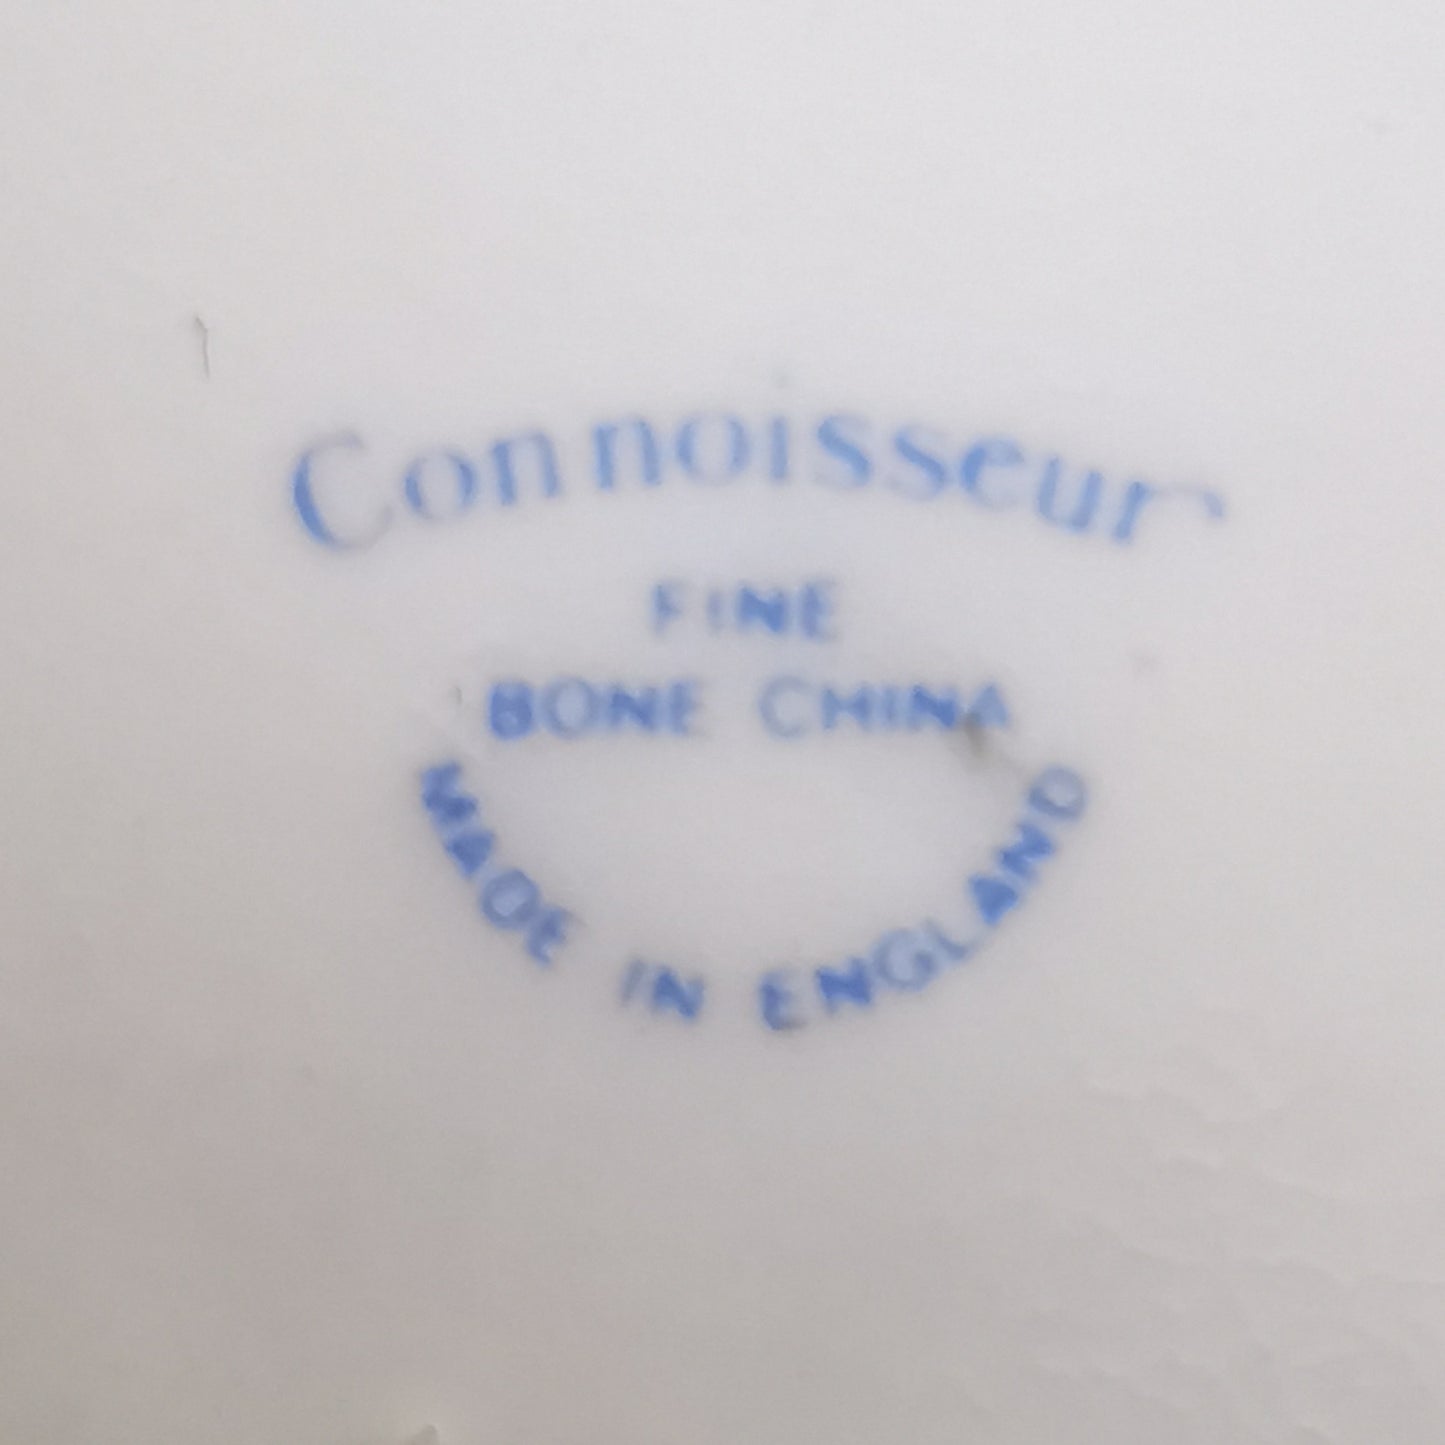 Connoisseur
FINE
BONE CHINA
MADE IN ENGLAND